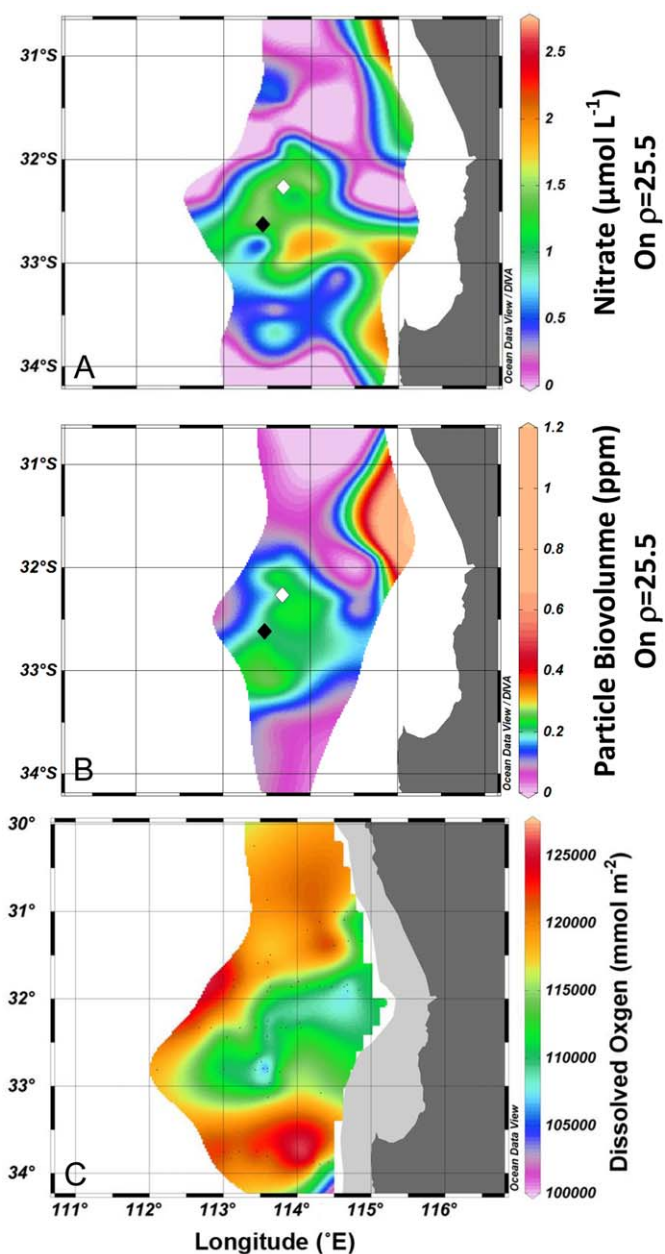 31°S
32°S
33°S
34°S
A
Ocean Data View / DIVA
2.5
2
1.5
1
0.5
0
Nitrate (µmol L-1)
On ρ=25.5
31°S
32°S
33°S
34°S
B
Ocean Data View / DIVA
1.2
1
0.8
0.6
0.4
0.2
0
Particle Biovolunme (ppm)
On ρ=25.5
30°
31°
32°
33°
34°
C
Ocean Data View
125000
120000
115000
110000
105000
100000
Dissolved Oxgen (mmol m-2)
111° 112° 113° 114° 115° 116°
Longitude (°E)